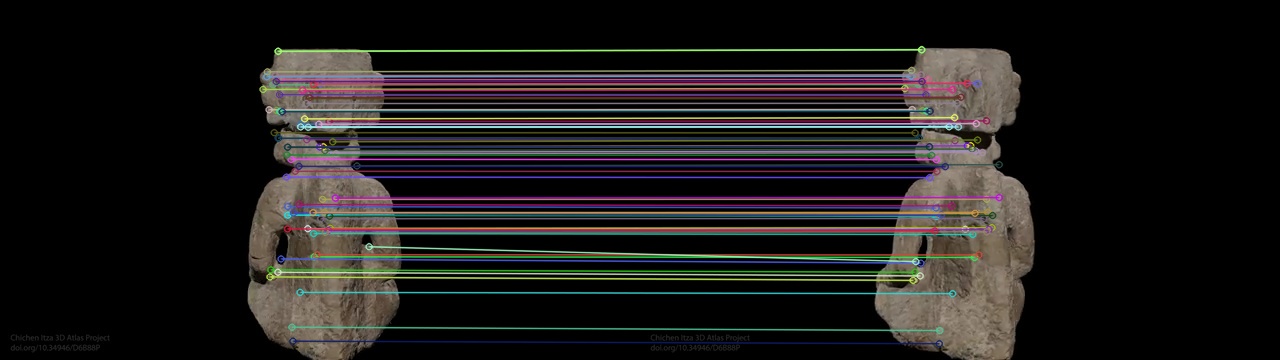 Chichen Itza 3D Atlas Project
doi.org/10.34946/D6B88P
Chichen Itza 3D Atlas Project
doi.org/10.34946/D6B88P